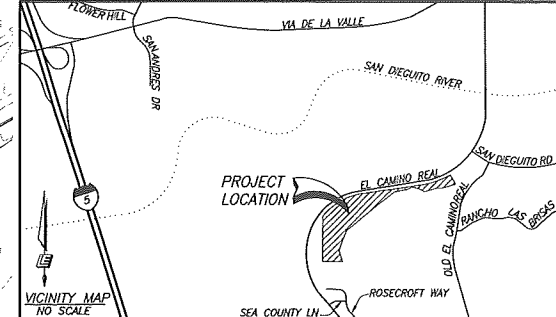 FLOWER HILL
VIA DE LA VALLE
SAN ANDRES DR
SAN DIEGUITO RIVER
SAN DIEGUITO RD
EL CAMINO REAL
PROJECT
LOCATION
5
OLD EL CAMINO REAL
RANCHO LAS BRISAS
VICINITY MAP
NO SCALE
ROSECROFT WAY
SEA COUNTY LN